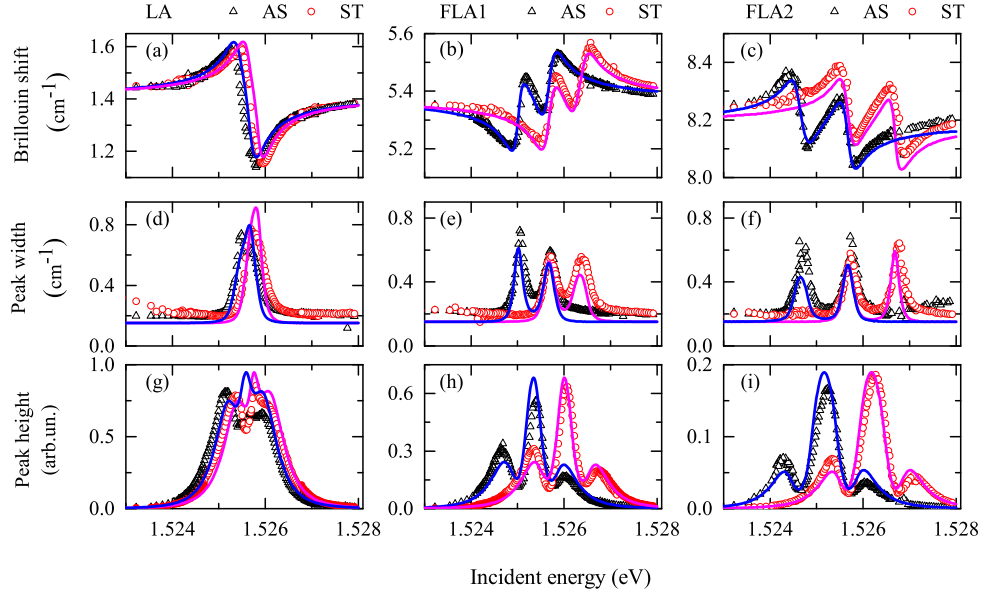 LA △ AS ○ ST FLA1 △ AS ○ ST FLA2 △ AS ○ ST
Brillouin shift
(cm⁻¹)
1.6
1.4
1.2
(a)
5.6
5.4
5.2
(b)
8.4
8.2
8.0
(c)
Peak width
(cm⁻¹)
0.8
0.4
0.0
(d)
0.8
0.4
0.0
(e)
0.8
0.4
0.0
(f)
Peak height
(arb.un.)
1.0
0.5
0.0
(g)
0.6
0.3
0.0
(h)
0.2
0.1
0.0
(i)
1.524 1.526 1.528 1.524 1.526 1.528 1.524 1.526 1.528
Incident energy (eV)